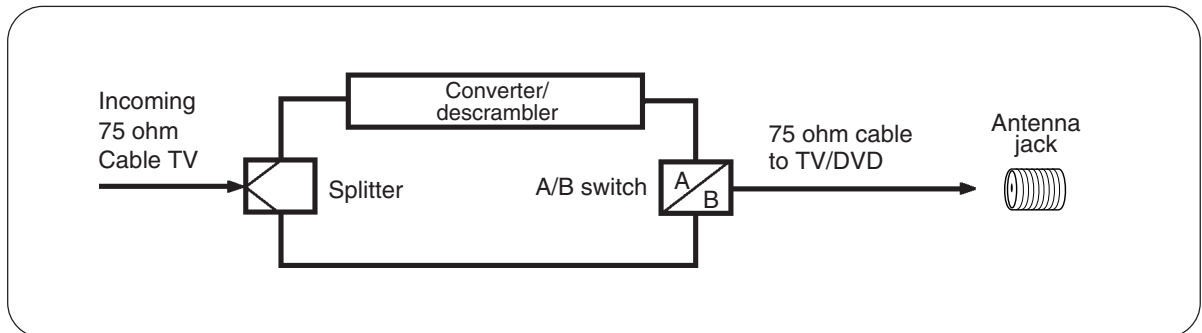 Incoming
75 ohm
Cable TV
Splitter
Converter/
descrambler
A/B switch
A
B
75 ohm cable
to TV/DVD
Antenna
jack